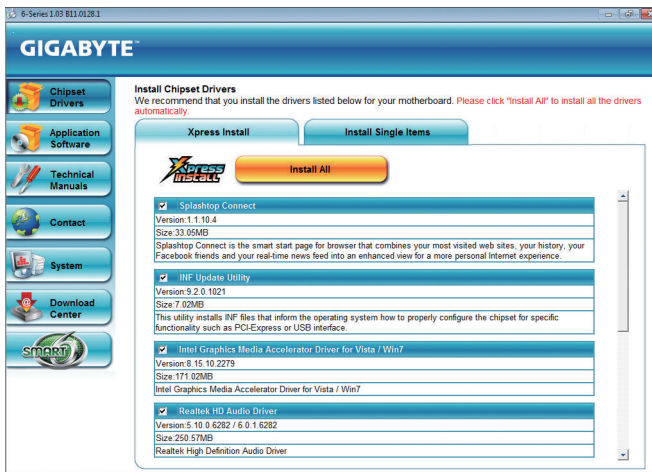 6-Series 1.03 B11.0128.1
GIGABYTE™
Chipset
Drivers
Application
Software
Technical
Manuals
Contact
System
Download
Center
SMART6
Install Chipset Drivers
We recommend that you install the drivers listed below for your motherboard. Please click "Install All" to install all the drivers
automatically.
Xpress Install
Install Single Items
Xpress
Install
Install All
Splashtop Connect
Version:1.1.10.4
Size:33.05MB
Splashtop Connect is the smart start page for browser that combines your most visited web sites, your history, your
Facebook friends and your real-time news feed into an enhanced view for a more personal Internet experience.
INF Update Utility
Version:9.2.0.1021
Size:7.02MB
This utility installs INF files that inform the operating system how to properly configure the chipset for specific
functionality such as PCI-Express or USB interface.
Intel Graphics Media Accelerator Driver for Vista / Win7
Version:8.15.10.2279
Size:171.02MB
Intel Graphics Media Accelerator Driver for Vista / Win7
Realtek HD Audio Driver
Version:5.10.0.6282 / 6.0.1.6282
Size:250.57MB
Realtek High Definition Audio Driver